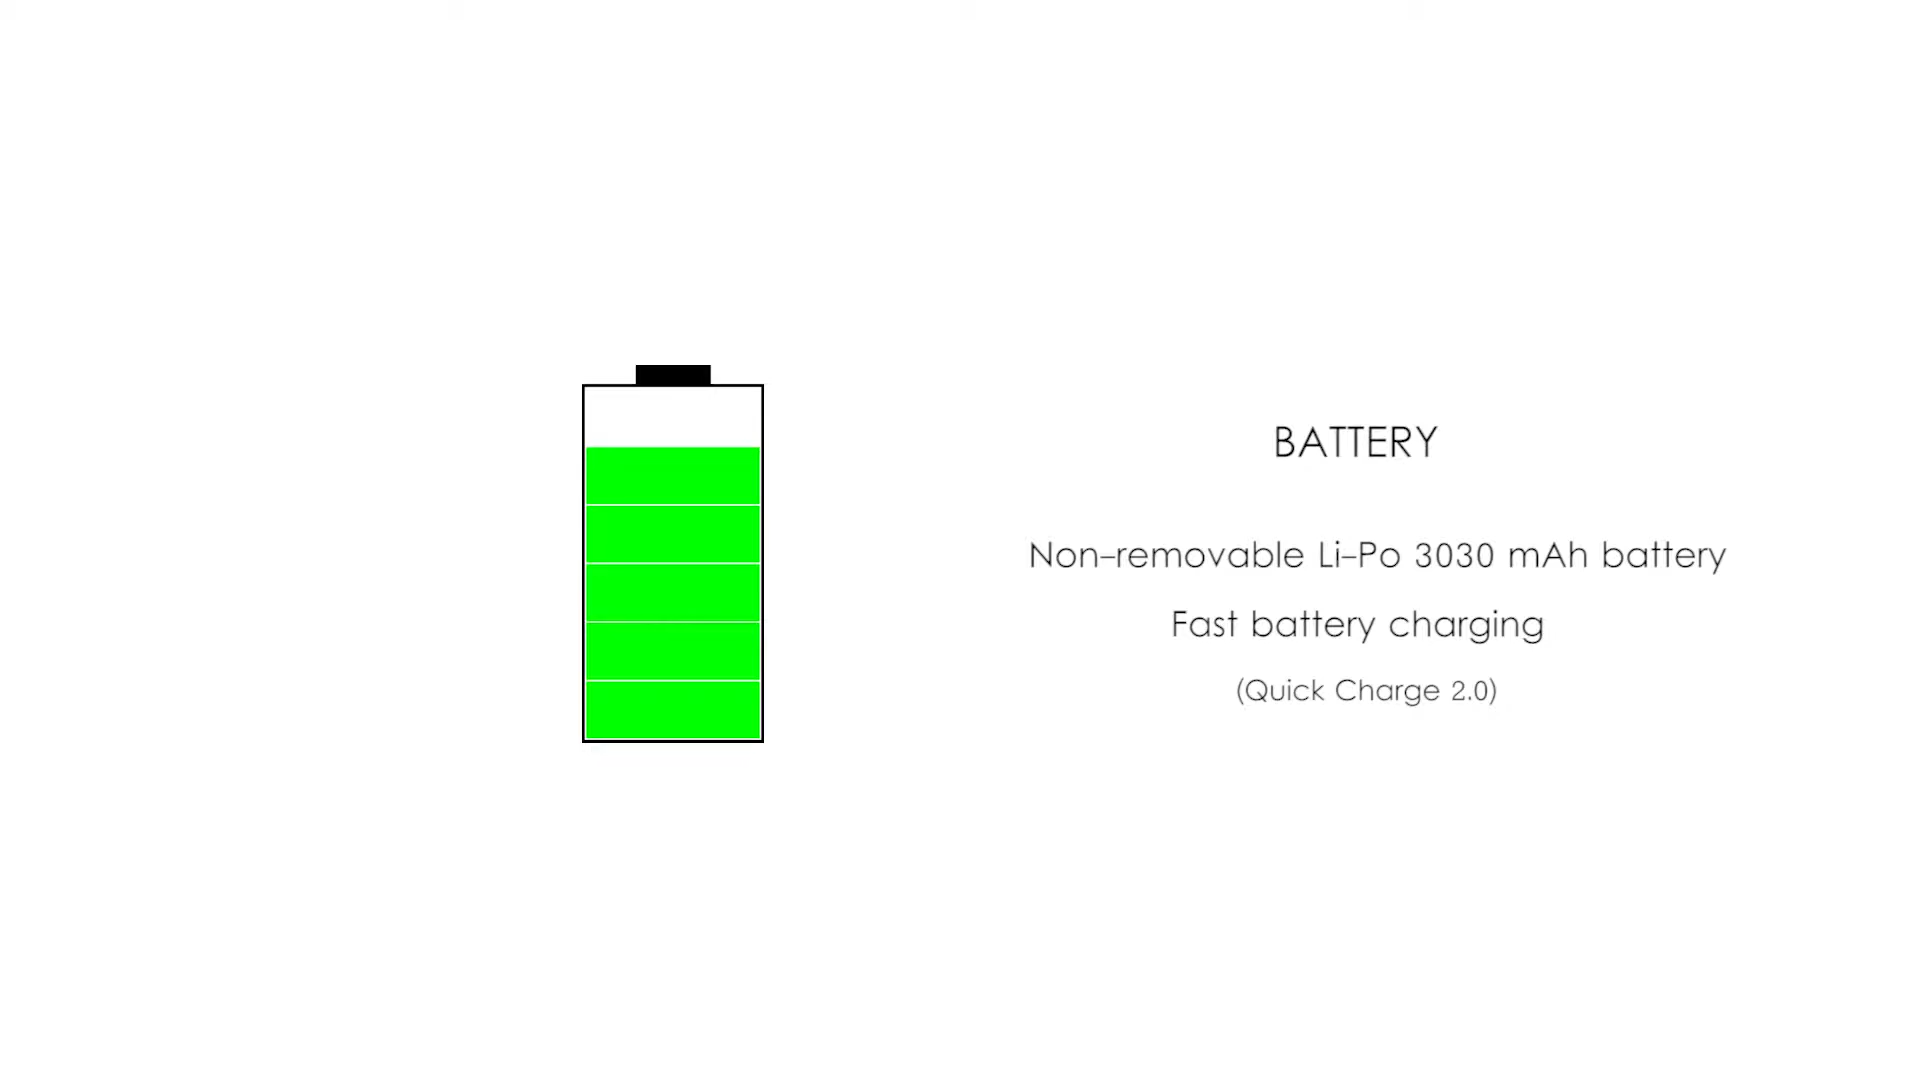 BATTERY
Non-removable Li-Po 3030 mAh battery
Fast battery charging
(Quick Charge 2.0)